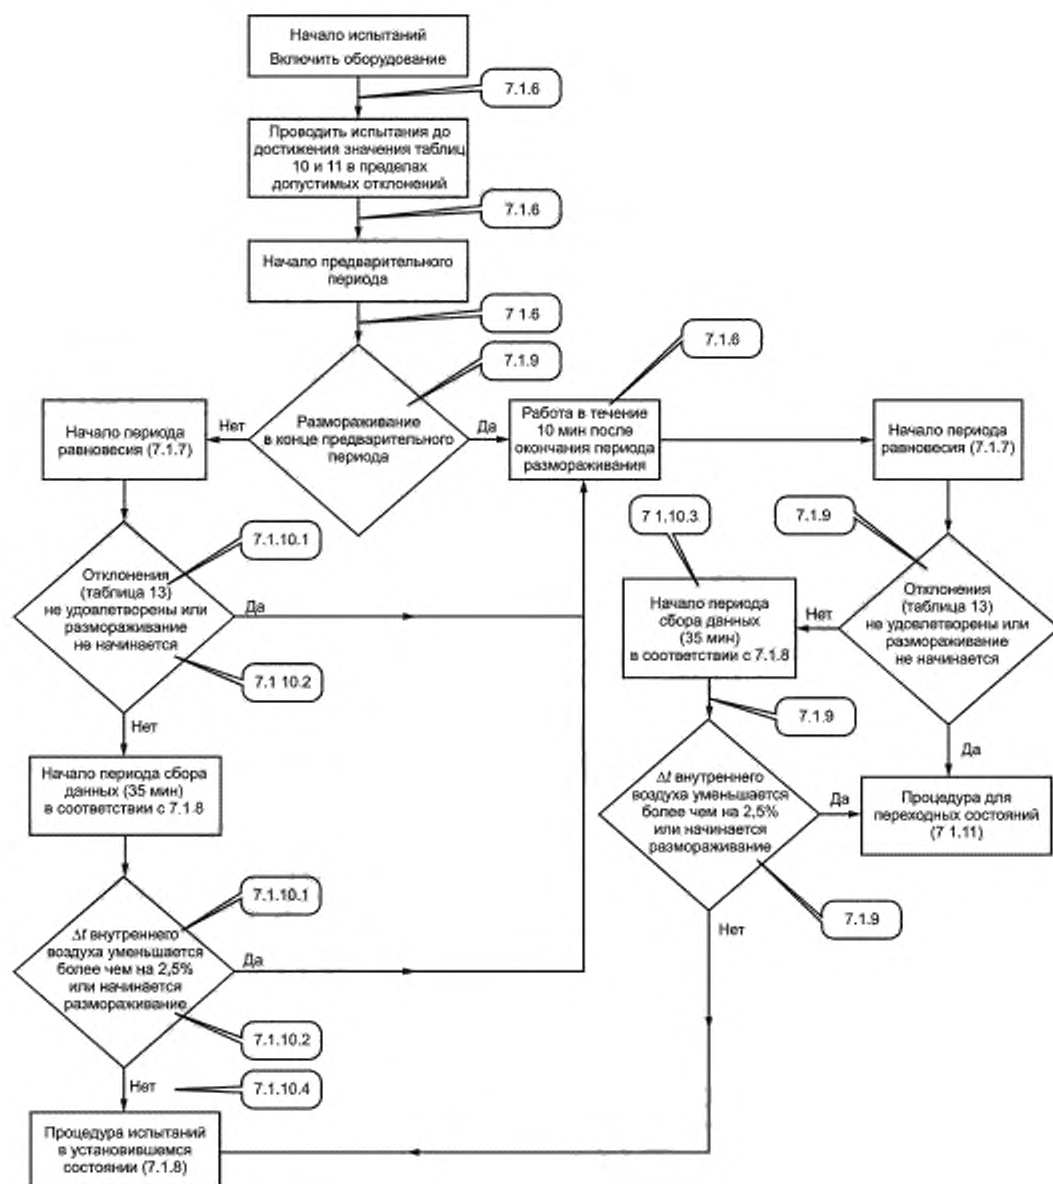 Начало испытаний
Включить оборудование
7.1.6
Проводить испытания до
достижения значения таблиц
10 и 11 в пределах
допустимых отклонений
7.1.6
Начало предварительного
периода
7 1.6
7.1.9
7.1.6
Начало периода
равновесия (7.1.7)
Нет
Размораживание
в конце предварительного
периода
Да
Работа в течение
10 мин после
окончания периода
размораживания
Начало периода
равновесия (7.1.7)
7.1.10.1
7 1.10.3
7.1.9
Отклонения
(таблица 13)
не удовлетворены или
размораживание
не начинается
Да
7.1 10.2
Нет
Начало периода
сбора данных
(35 мин)
в соответствии с 7.1.8
Нет
Отклонения
(таблица 13)
не удовлетворены или
размораживание
не начинается
7.1.9
Да
Начало периода сбора
данных (35 мин)
в соответствии с 7.1.8
Δt внутреннего
воздуха уменьшается
более чем на 2,5%
или начинается
размораживание
Да
Процедура для
переходных состояний
(7 1.11)
7.1.9
Нет
7.1.10.1
Δt внутреннего
воздуха уменьшается
более чем на 2,5%
или начинается
размораживание
Да
7.1.10.2
Нет
7.1.10.4
Процедура испытаний
в установившемся
состоянии (7.1.8)